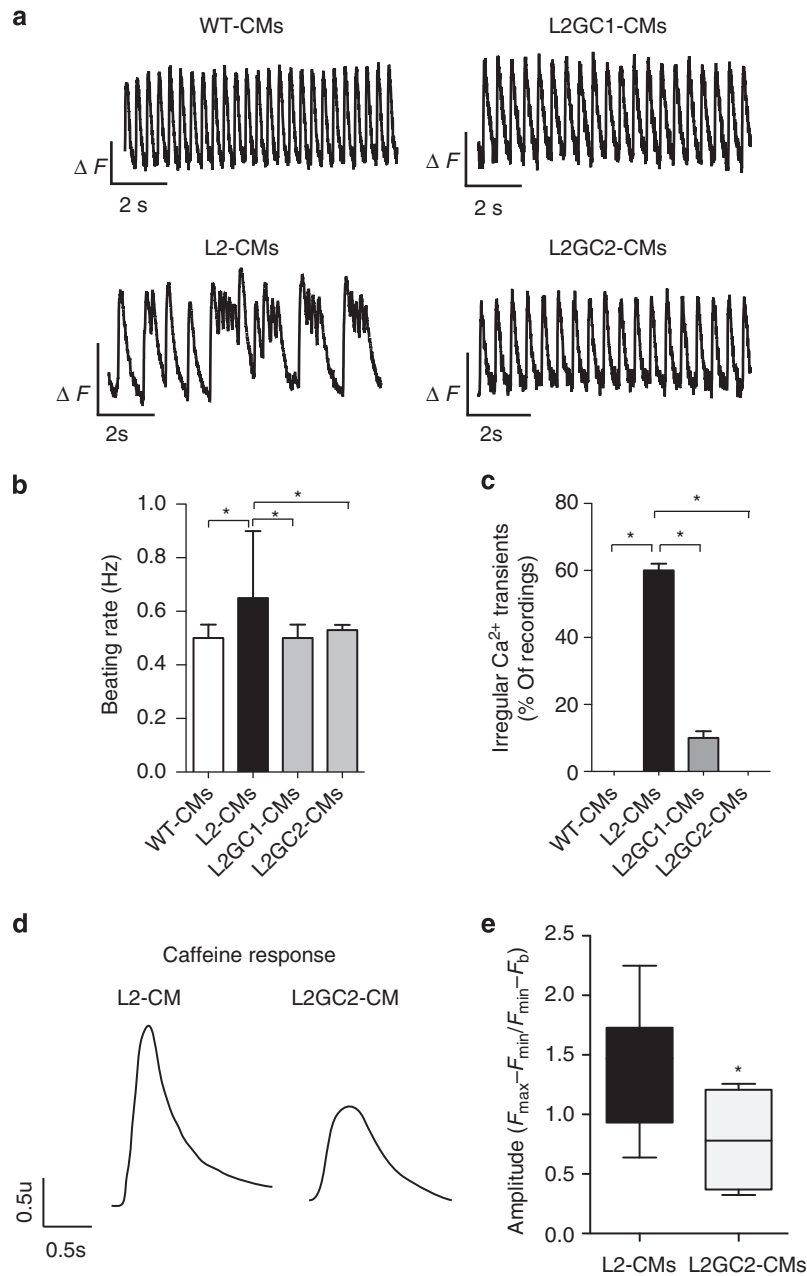 a
WT-CMs
L2GC1-CMs
Δ F
2 s
Δ F
2 s
L2-CMs
L2GC2-CMs
Δ F
2s
Δ F
2s
b
Beating rate (Hz)
1.0
0.8
0.6
0.4
0.2
0.0
*
*
*
WT-CMs
L2-CMs
L2GC1-CMs
L2GC2-CMs
c
Irregular Ca2+ transients
(% Of recordings)
80
60
40
20
0
*
*
*
WT-CMs
L2-CMs
L2GC1-CMs
L2GC2-CMs
d
Caffeine response
L2-CM
L2GC2-CM
0.5u
0.5s
e
Amplitude (Fmax–Fmin/Fmin–Fb)
2.5
2.0
1.5
1.0
0.5
0.0
*
L2-CMs
L2GC2-CMs